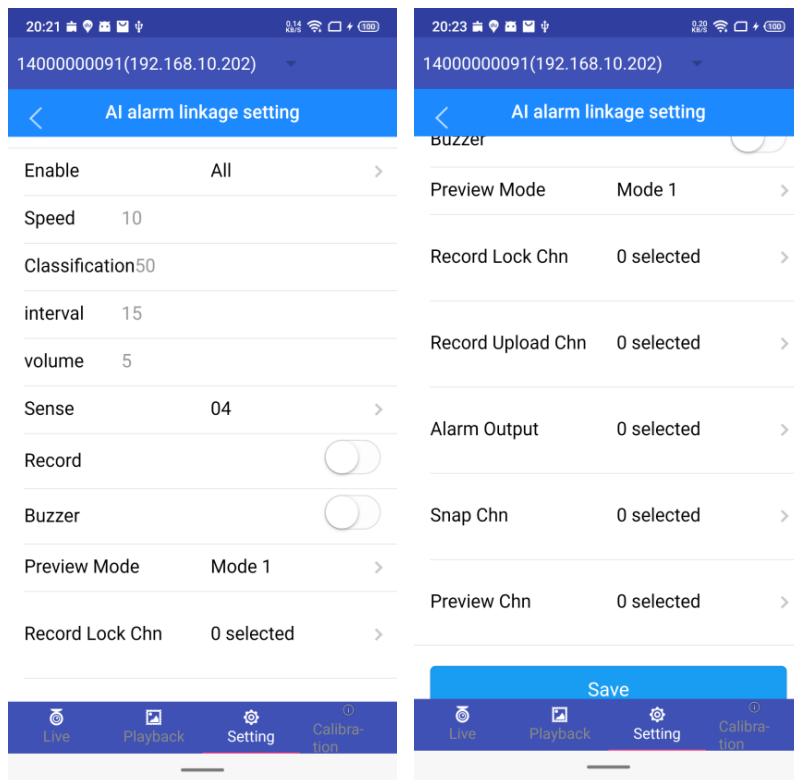 20:21
0.14
KB/S
100
14000000091(192.168.10.202)
AI alarm linkage setting
Enable All
Speed 10
Classification50
interval 15
volume 5
Sense 04
Record
Buzzer
Preview Mode Mode 1
Record Lock Chn 0 selected
Live
Playback
Setting
Calibra-
tion
20:23
0.20
KB/S
100
14000000091(192.168.10.202)
AI alarm linkage setting
Buzzer
Preview Mode Mode 1
Record Lock Chn 0 selected
Record Upload Chn 0 selected
Alarm Output 0 selected
Snap Chn 0 selected
Preview Chn 0 selected
Save
Live
Playback
Setting
Calibra-
tion